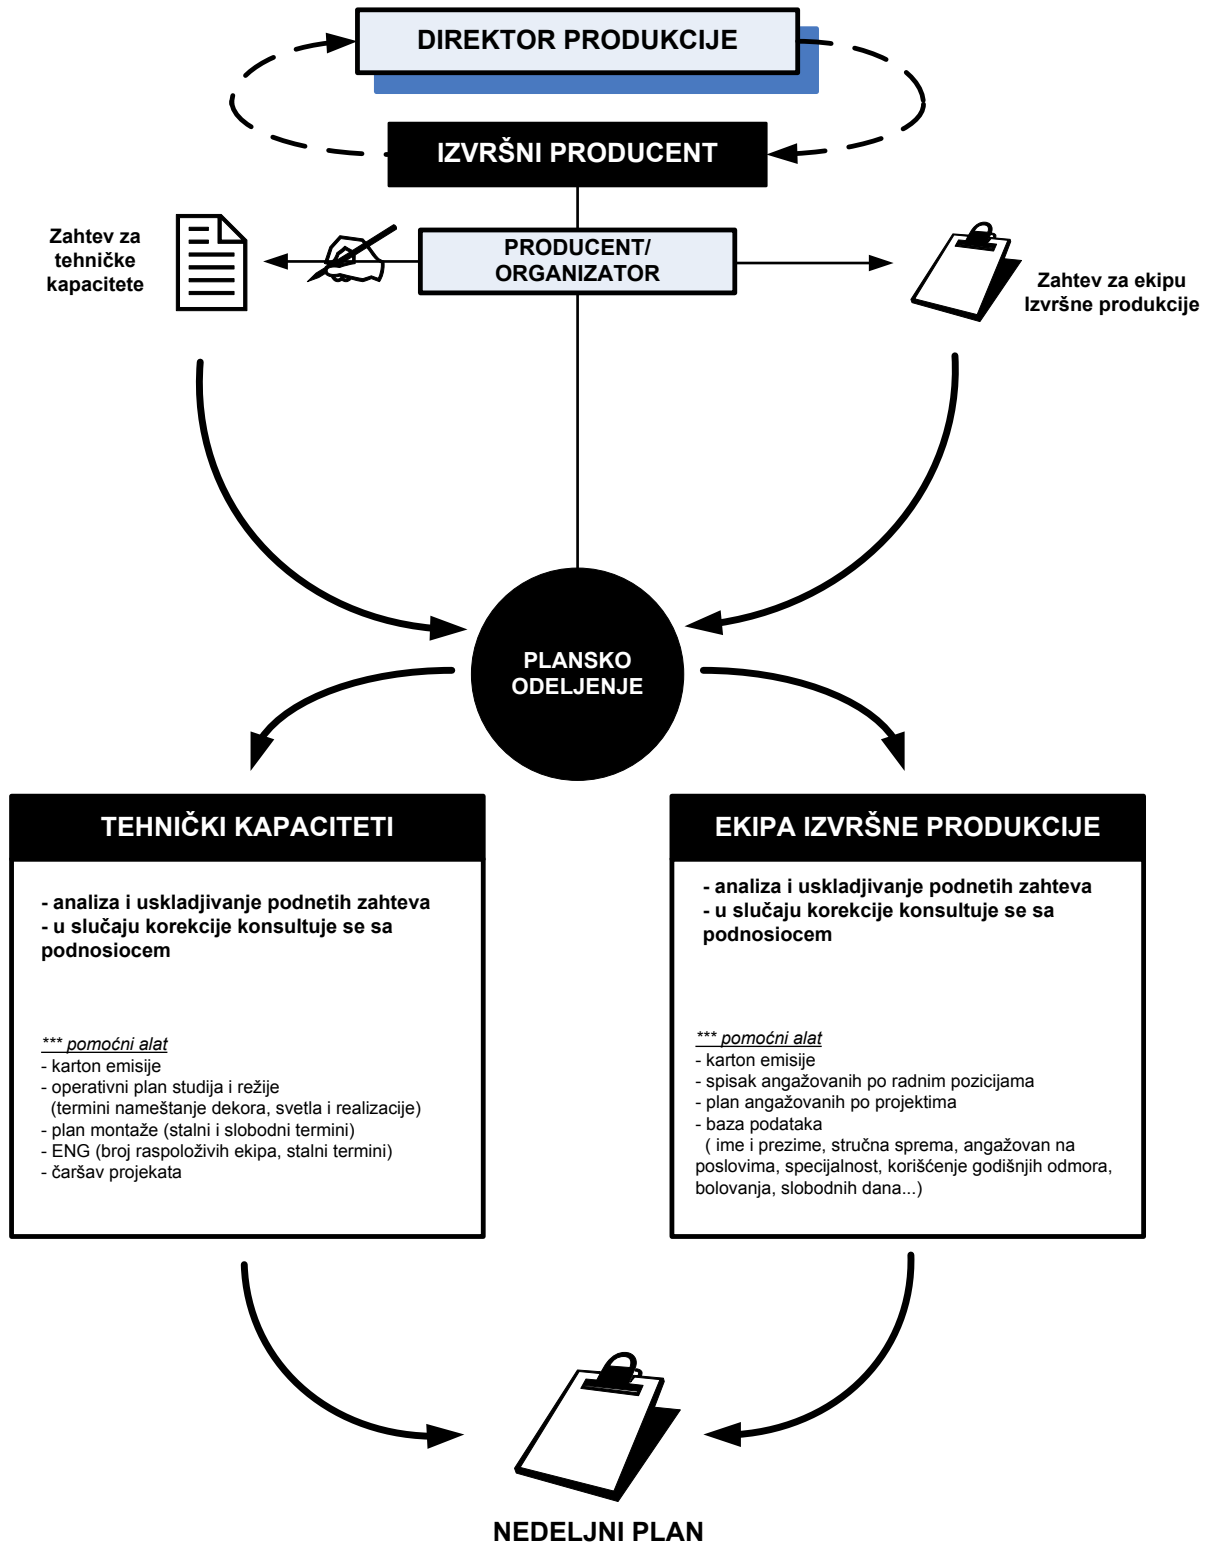 DIREKTOR PRODUKCIJE
IZVRŠNI PRODUCENT
Zahtev za
tehničke
kapacitete
PRODUCENT/
ORGANIZATOR
Zahtev za ekipu
Izvršne produkcije
PLANSKO
ODELJENJE
TEHNIČKI KAPACITETI
- analiza i uskladjivanje podnetih zahteva
- u slučaju korekcije konsultuje se sa
podnosiocem
*** pomoćni alat
- karton emisije
- operativni plan studija i režije
(termini nameštanje dekora, svetla i realizacije)
- plan montaže (stalni i slobodni termini)
- ENG (broj raspoloživih ekipa, stalni termini)
- čaršav projekata
EKIPA IZVRŠNE PRODUKCIJE
- analiza i uskladjivanje podnetih zahteva
- u slučaju korekcije konsultuje se sa
podnosiocem
*** pomoćni alat
- karton emisije
- spisak angažovanih po radnim pozicijama
- plan angažovanih po projektima
- baza podataka
( ime i prezime, stručna sprema, angažovan na
poslovima, specijalnost, korišćenje godišnjih odmora,
bolovanja, slobodnih dana...)
NEDELJNI PLAN